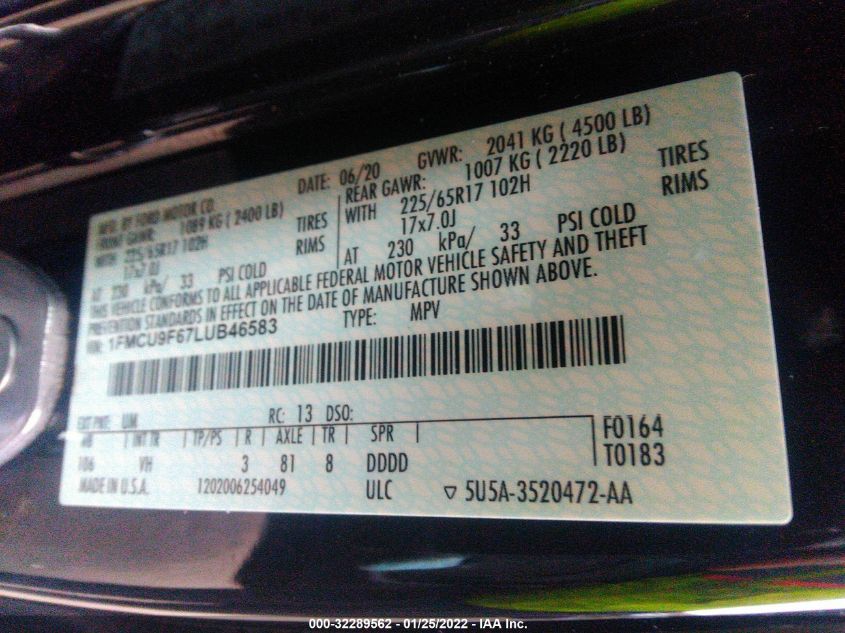 MFG. BY FORD MOTOR CO. DATE: 06/20 GVWR: 2041 KG ( 4500 LB)
FRONT GAWR: 1089 KG ( 2400 LB) REAR GAWR: 1007 KG ( 2220 LB)
WITH 225/65R17 102H TIRES WITH 225/65R17 102H TIRES
17x7.0J RIMS 17x7.0J RIMS
AT 230 kPa/ 33 PSI COLD AT 230 kPa/ 33 PSI COLD
THIS VEHICLE CONFORMS TO ALL APPLICABLE FEDERAL MOTOR VEHICLE SAFETY AND THEFT
PREVENTION STANDARDS IN EFFECT ON THE DATE OF MANUFACTURE SHOWN ABOVE.
VIN: 1FMCU9F67LUB46583 TYPE: MPV
EXT PNT: UM RC: 13 DSO: F0164
WB INT TR TP/PS R AXLE TR SPR T0183
106 VH 3 81 8 DDDD
MADE IN U.S.A. 1202006254049 ULC ▽ 5U5A-3520472-AA
000-32289562 - 01/25/2022 - IAA Inc.